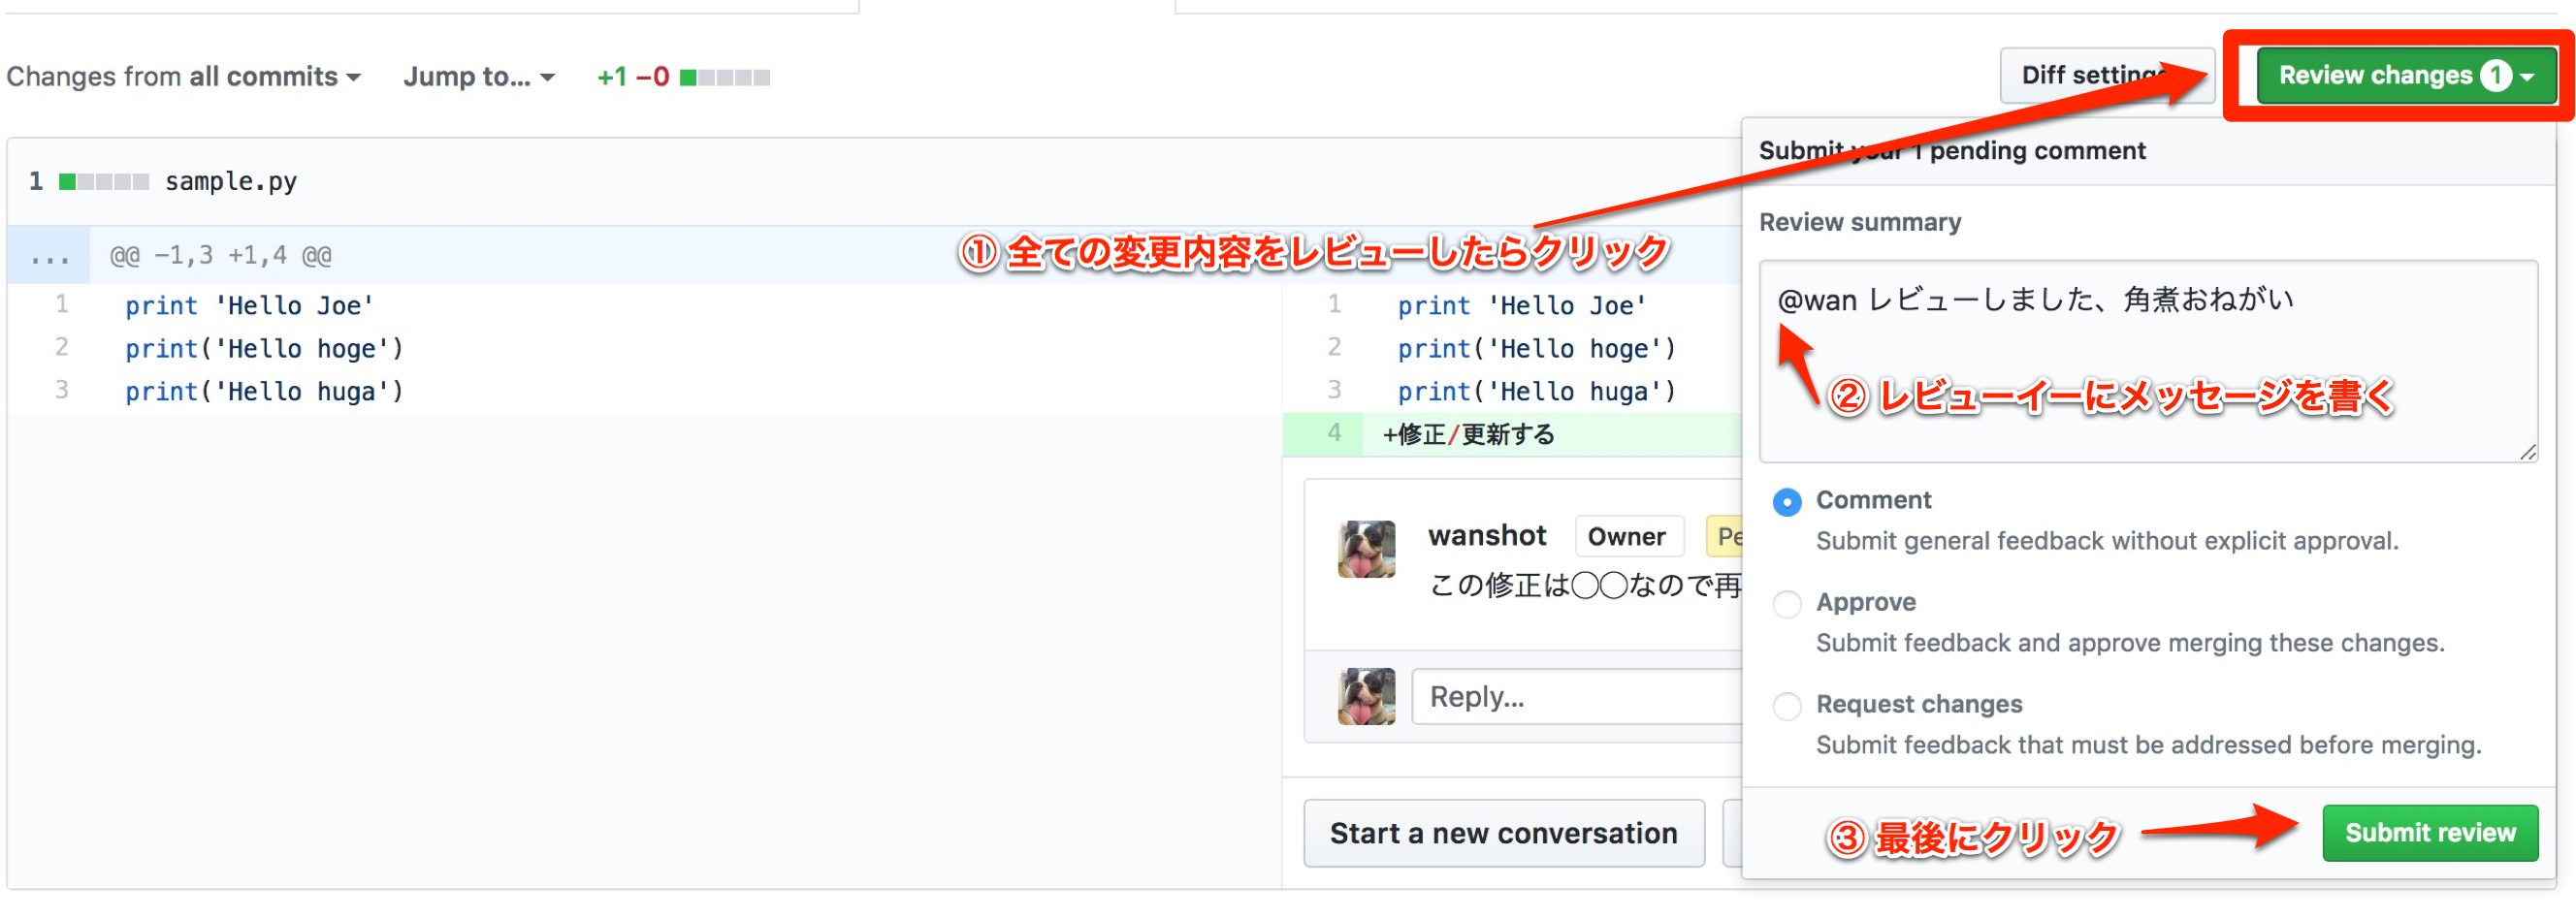 Changes from all commits Jump to... +1 −0
Diff settings Review changes 1
1 sample.py
... @@ −1,3 +1,4 @@
① 全ての変更内容をレビューしたらクリック
1 print 'Hello Joe'
2 print('Hello hoge')
3 print('Hello huga')
1 print 'Hello Joe'
2 print('Hello hoge')
3 print('Hello huga')
4 +修正/更新する
wanshot Owner
この修正は◯◯なので再
Reply...
Start a new conversation
Submit your 1 pending comment
Review summary
@wan レビューしました、角煮おねがい
② レビューイーにメッセージを書く
Comment
Submit general feedback without explicit approval.
Approve
Submit feedback and approve merging these changes.
Request changes
Submit feedback that must be addressed before merging.
③ 最後にクリック
Submit review